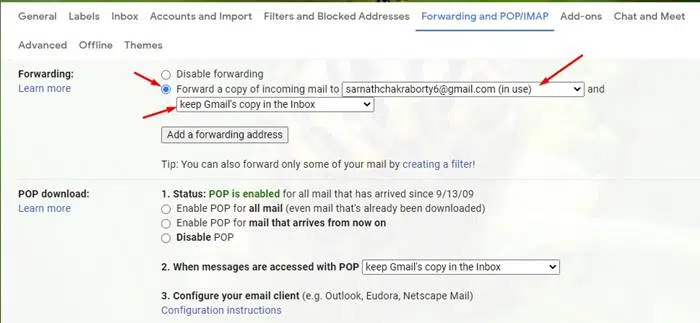 General Labels Inbox Accounts and Import Filters and Blocked Addresses Forwarding and POP/IMAP Add-ons Chat and Meet
Advanced Offline Themes
Forwarding: Disable forwarding
Learn more Forward a copy of incoming mail to sarnathchakraborty6@gmail.com (in use) and
keep Gmail's copy in the Inbox
Add a forwarding address
Tip: You can also forward only some of your mail by creating a filter!
POP download: 1. Status: POP is enabled for all mail that has arrived since 9/13/09
Learn more Enable POP for all mail (even mail that's already been downloaded)
Enable POP for mail that arrives from now on
Disable POP
2. When messages are accessed with POP keep Gmail's copy in the Inbox
3. Configure your email client (e.g. Outlook, Eudora, Netscape Mail)
Configuration instructions